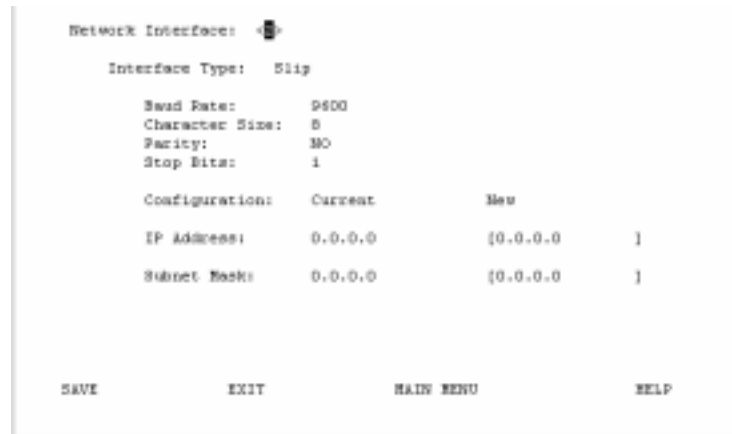 Network Interface: < >
Interface Type: Slip
Baud Rate: 9600
Character Size: 8
Parity: NO
Stop Bits: 1
Configuration: Current New
IP Address: 0.0.0.0 [0.0.0.0 ]
Subnet Mask: 0.0.0.0 [0.0.0.0 ]
SAVE EXIT MAIN MENU HELP